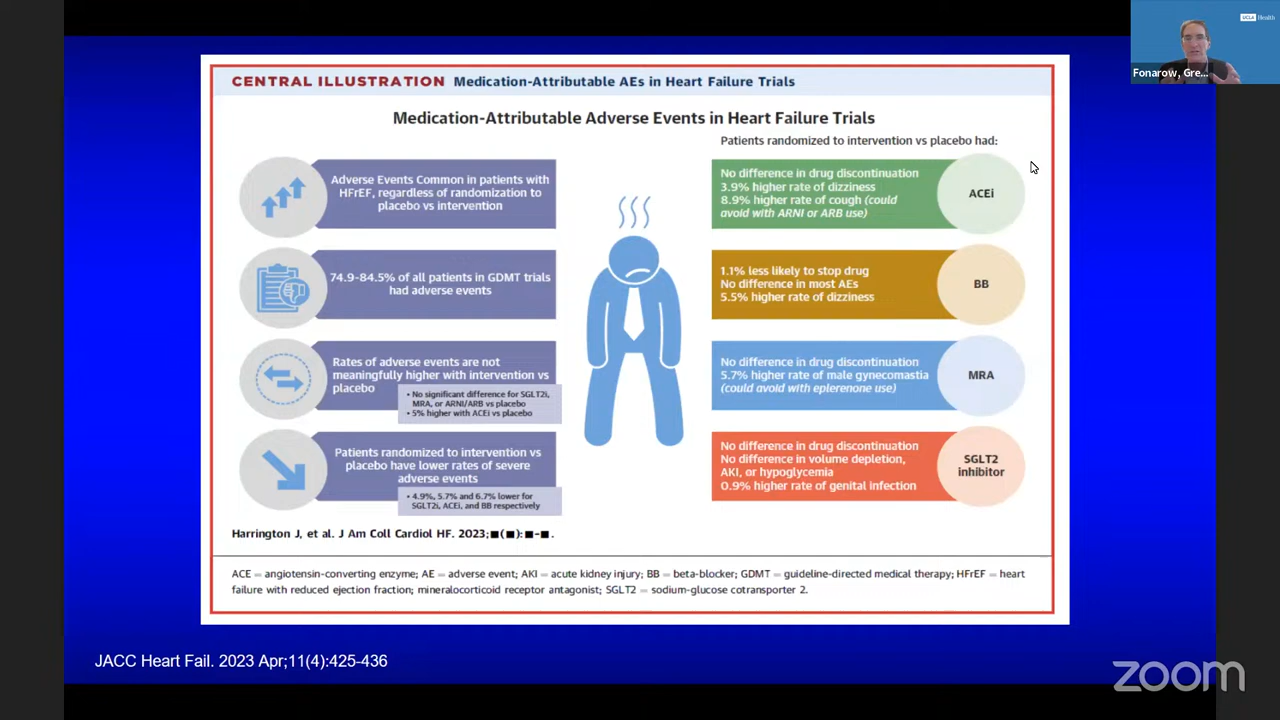 UCLA Health
Fonarow, Gre...
CENTRAL ILLUSTRATION Medication-Attributable AEs in Heart Failure Trials
Medication-Attributable Adverse Events in Heart Failure Trials
Adverse Events Common in patients with
HFrEF, regardless of randomization to
placebo vs intervention
74.9-84.5% of all patients in GDMT trials
had adverse events
Rates of adverse events are not
meaningfully higher with intervention vs
placebo
• No significant difference for SGLT2i,
MRA, or ARNI/ARB vs placebo
• 5% higher with ACEi vs placebo
Patients randomized to intervention vs
placebo have lower rates of severe
adverse events
• 4.9%, 5.7% and 6.7% lower for
SGLT2i, ACEi, and BB respectively
Patients randomized to intervention vs placebo had:
No difference in drug discontinuation
3.9% higher rate of dizziness
8.9% higher rate of cough (could
avoid with ARNI or ARB use)
ACEi
1.1% less likely to stop drug
No difference in most AEs
5.5% higher rate of dizziness
BB
No difference in drug discontinuation
5.7% higher rate of male gynecomastia
(could avoid with eplerenone use)
MRA
No difference in drug discontinuation
No difference in volume depletion,
AKI, or hypoglycemia
0.9% higher rate of genital infection
SGLT2
inhibitor
Harrington J, et al. J Am Coll Cardiol HF. 2023;■(■):■–■.
ACE = angiotensin-converting enzyme; AE = adverse event; AKI = acute kidney injury; BB = beta-blocker; GDMT = guideline-directed medical therapy; HFrEF = heart
failure with reduced ejection fraction; mineralocorticoid receptor antagonist; SGLT2 = sodium-glucose cotransporter 2.
JACC Heart Fail. 2023 Apr;11(4):425-436
zoom